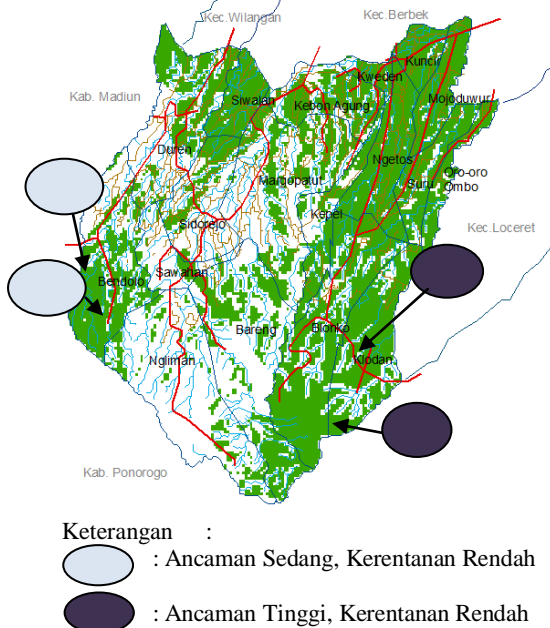 Kec.Wilangan
Kec.Berbek
Kuncir
Kweden
Kab. Madiun
Siwalan
Kebon Agung
Mojoduwur
Duren
Ngetos
Margopatut
Oro-oro
Ombo
Suru
Kepel
Sidorejo
Kec.Loceret
Sawahan
Bendolo
Bareng
Blonko
Ngliman
Klodan
Kab. Ponorogo
Keterangan :
: Ancaman Sedang, Kerentanan Rendah
: Ancaman Tinggi, Kerentanan Rendah